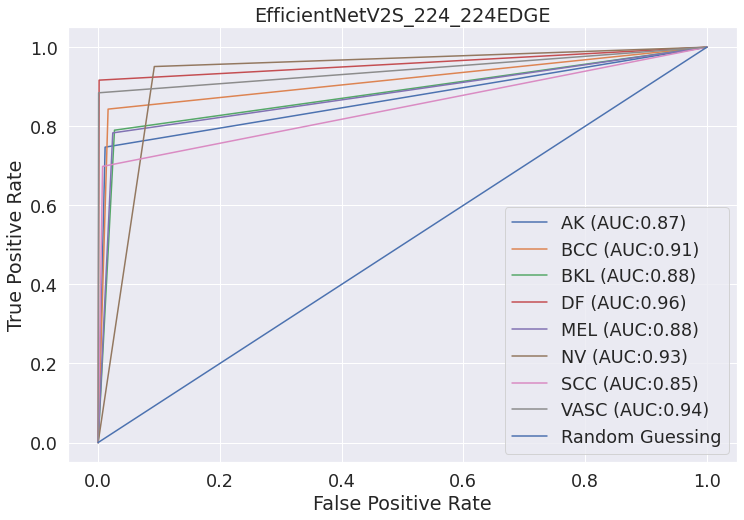 EfficientNetV2S_224_224EDGE
True Positive Rate
1.0
0.8
0.6
0.4
0.2
0.0
AK (AUC:0.87)
BCC (AUC:0.91)
BKL (AUC:0.88)
DF (AUC:0.96)
MEL (AUC:0.88)
NV (AUC:0.93)
SCC (AUC:0.85)
VASC (AUC:0.94)
Random Guessing
0.0 0.2 0.4 0.6 0.8 1.0
False Positive Rate